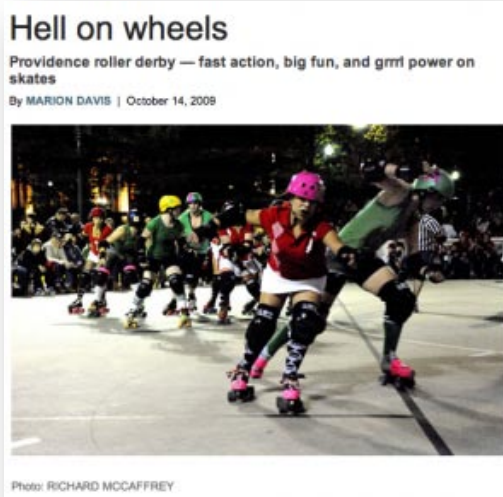 Hell on wheels
Providence roller derby — fast action, big fun, and grrrl power on
skates
By MARION DAVIS | October 14, 2009
Photo: RICHARD MCCAFFREY